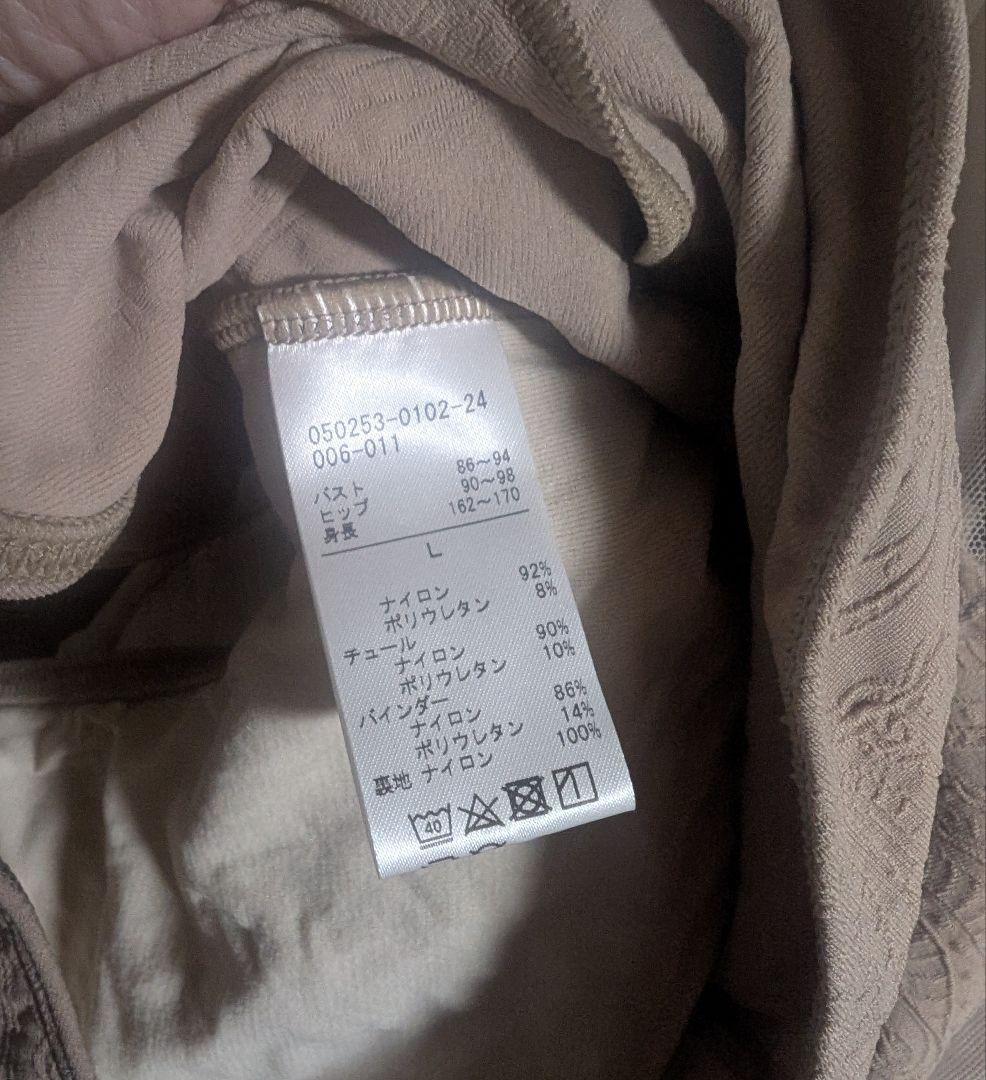 050253-0102-24
006-011
バスト 86～94
ヒップ 90～98
身長 162～170
L
ナイロン 92%
ポリウレタン 8%
チュール
ナイロン 90%
ポリウレタン 10%
バインダー
ナイロン 86%
ポリウレタン 14%
裏地 ナイロン 100%
40